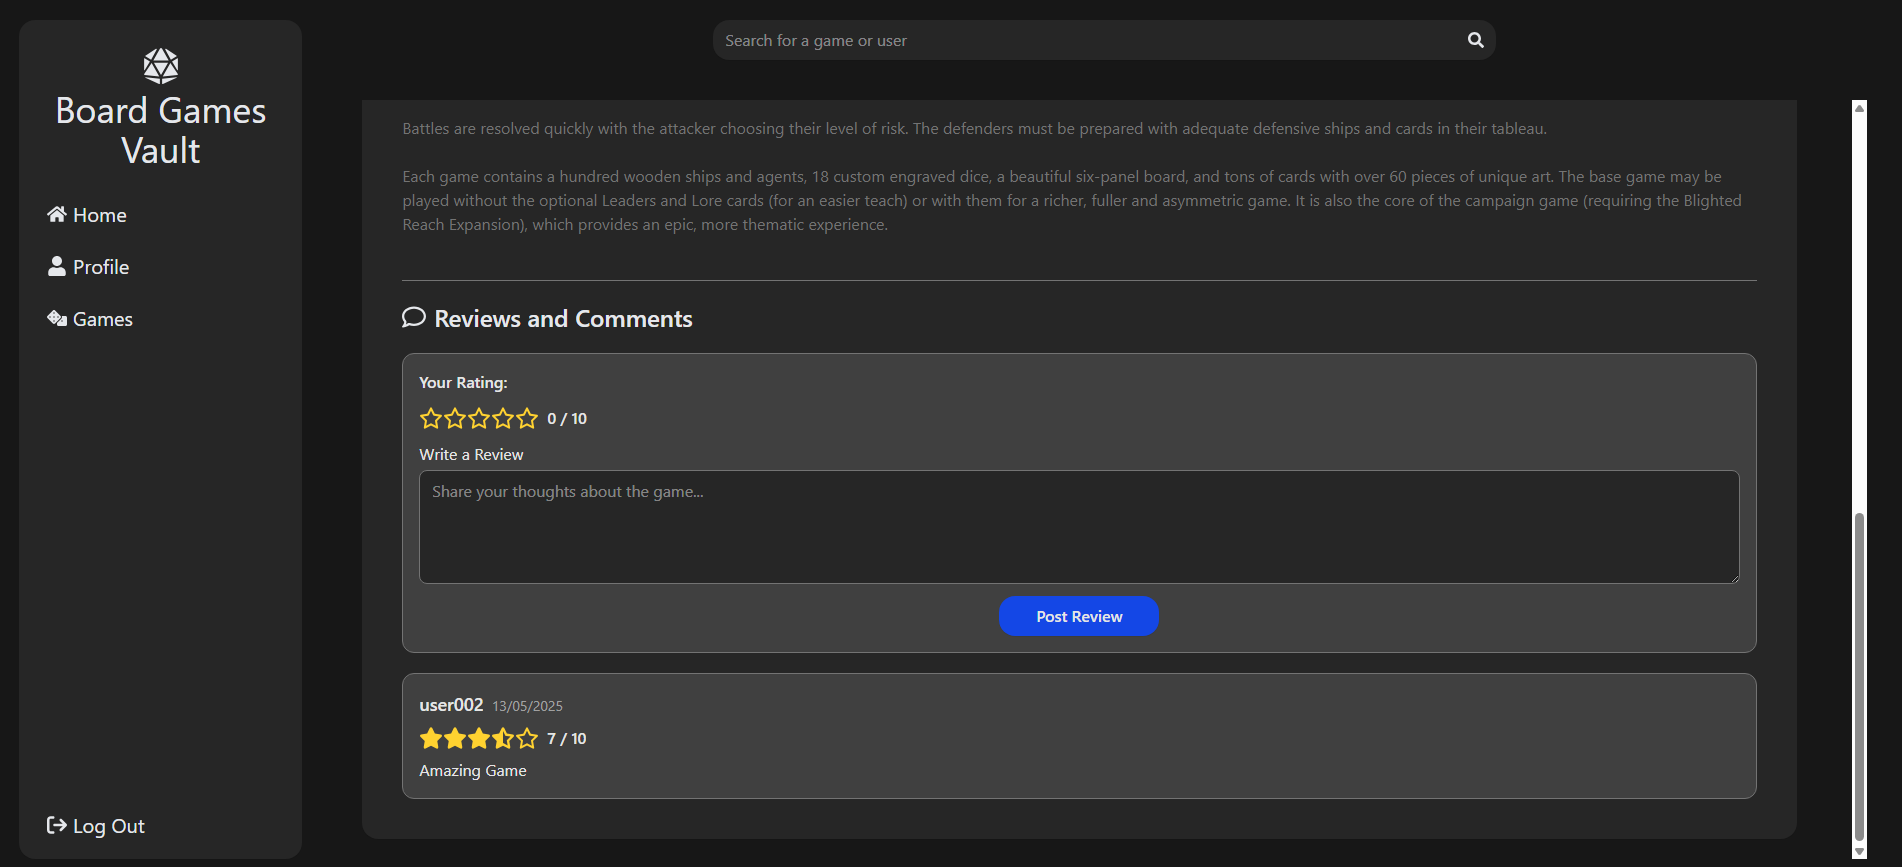 Board Games
Vault
Home
Profile
Games
Log Out
Search for a game or user
Battles are resolved quickly with the attacker choosing their level of risk. The defenders must be prepared with adequate defensive ships and cards in their tableau.
Each game contains a hundred wooden ships and agents, 18 custom engraved dice, a beautiful six-panel board, and tons of cards with over 60 pieces of unique art. The base game may be
played without the optional Leaders and Lore cards (for an easier teach) or with them for a richer, fuller and asymmetric game. It is also the core of the campaign game (requiring the Blighted
Reach Expansion), which provides an epic, more thematic experience.
Reviews and Comments
Your Rating:
0 / 10
Write a Review
Share your thoughts about the game...
Post Review
user002 13/05/2025
7 / 10
Amazing Game